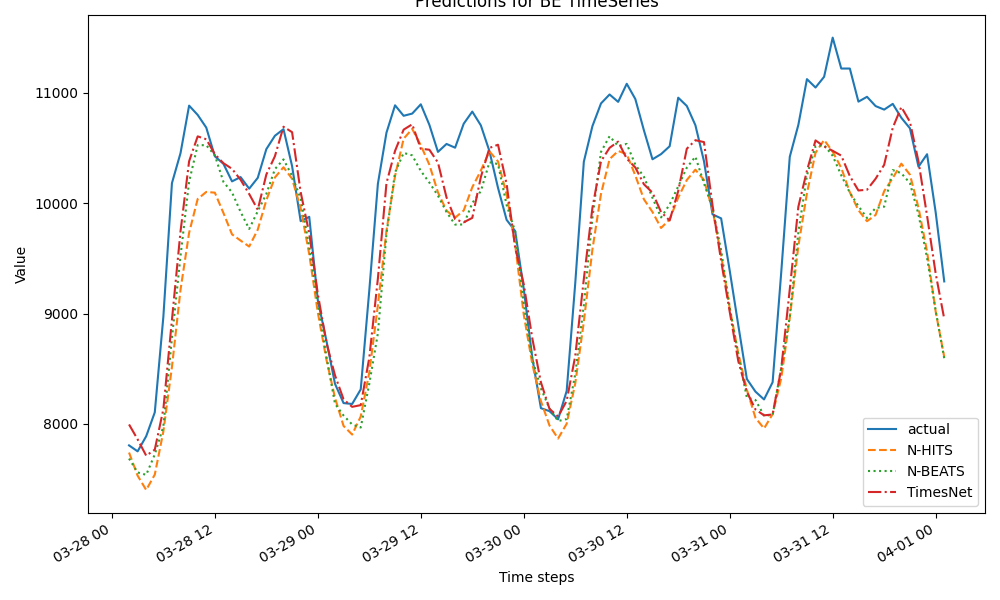 Predictions for BE TimeSeries
Value
11000
10000
9000
8000
actual
N-HITS
N-BEATS
TimesNet
03-28 00
03-28 12
03-29 00
03-29 12
03-30 00
03-30 12
03-31 00
03-31 12
04-01 00
Time steps